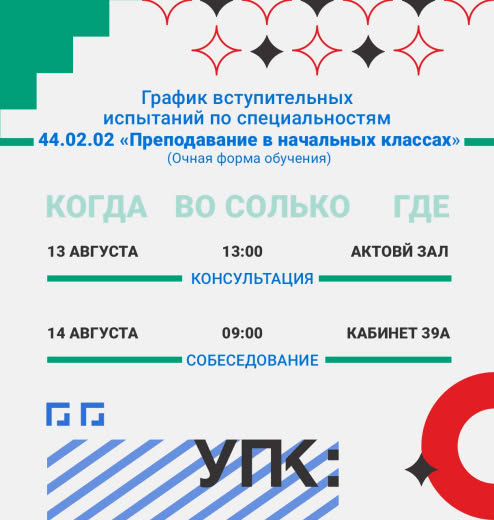 График вступительных
испытаний по специальностям
44.02.02 «Преподавание в начальных классах»
(Очная форма обучения)
КОГДА ВО СОЛЬКО ГДЕ
13 АВГУСТА 13:00 АКТОВЙ ЗАЛ
КОНСУЛЬТАЦИЯ
14 АВГУСТА 09:00 КАБИНЕТ 39А
СОБЕСЕДОВАНИЕ
УПК: